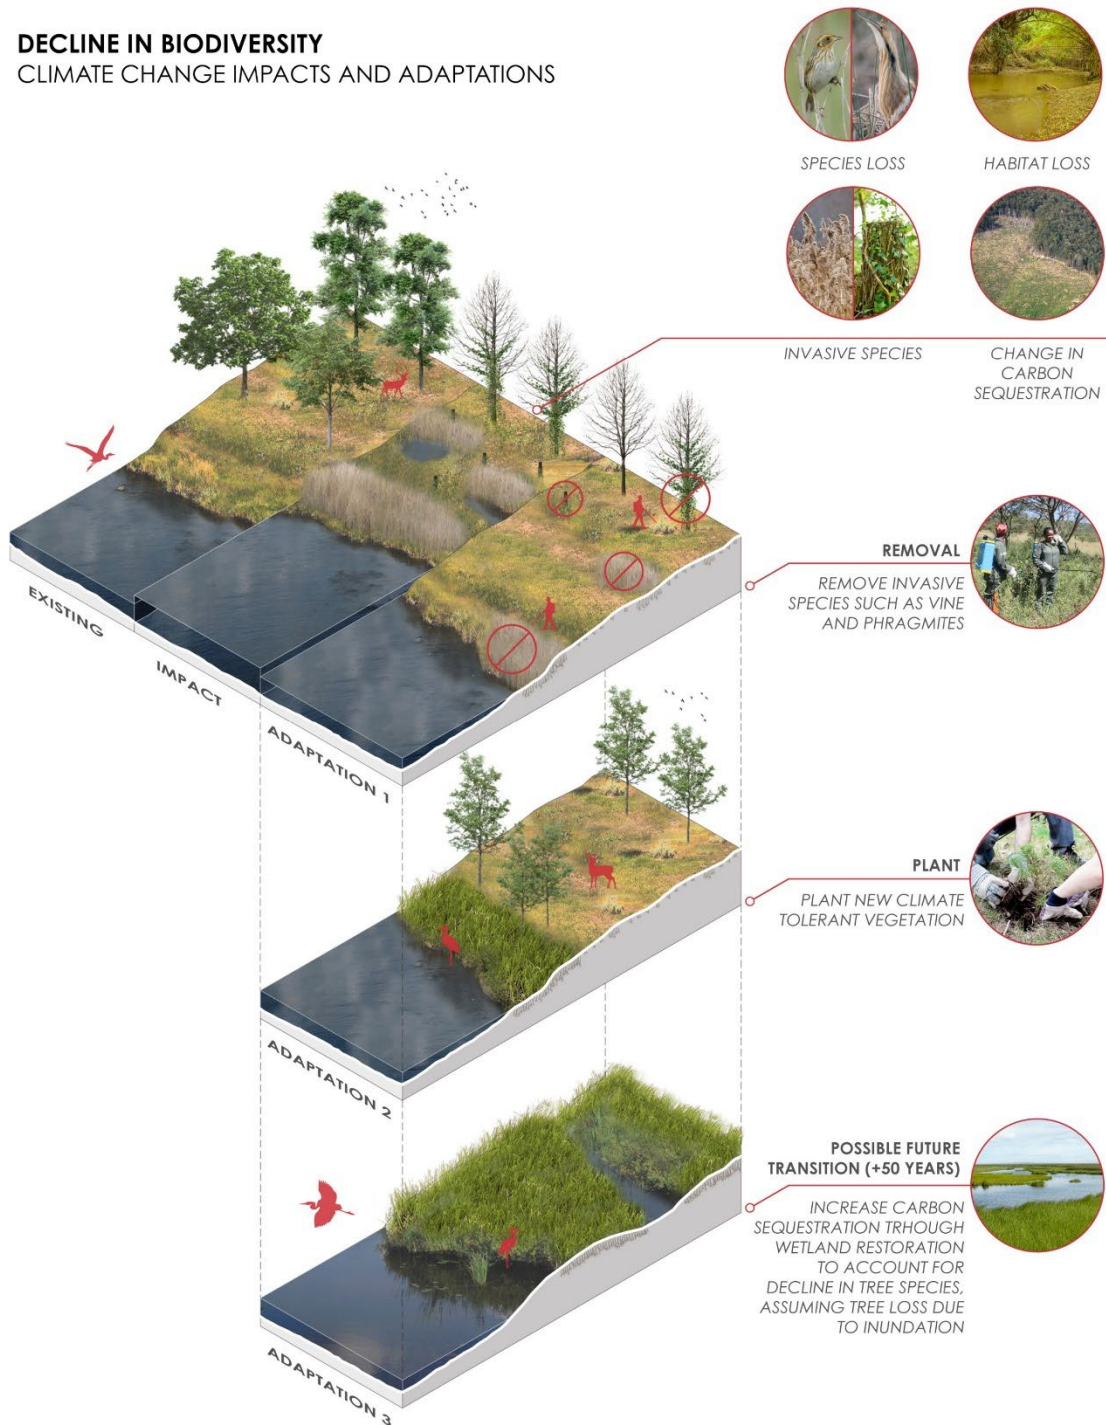 DECLINE IN BIODIVERSITY
CLIMATE CHANGE IMPACTS AND ADAPTATIONS
SPECIES LOSS
HABITAT LOSS
INVASIVE SPECIES
CHANGE IN
CARBON
SEQUESTRATION
EXISTING
IMPACT
ADAPTATION 1
REMOVAL
REMOVE INVASIVE
SPECIES SUCH AS VINE
AND PHRAGMITES
PLANT
PLANT NEW CLIMATE
TOLERANT VEGETATION
ADAPTATION 2
POSSIBLE FUTURE
TRANSITION (+50 YEARS)
INCREASE CARBON
SEQUESTRATION TRHOUGH
WETLAND RESTORATION
TO ACCOUNT FOR
DECLINE IN TREE SPECIES,
ASSUMING TREE LOSS DUE
TO INUNDATION
ADAPTATION 3